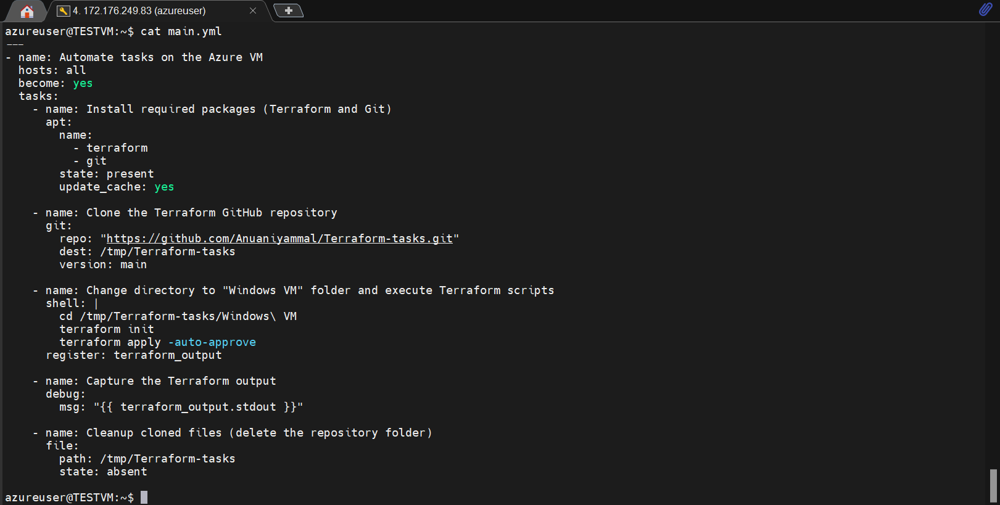 4. 172.176.249.83 (azureuser)
azureuser@TESTVM:~$ cat main.yml
---
- name: Automate tasks on the Azure VM
  hosts: all
  become: yes
  tasks:
    - name: Install required packages (Terraform and Git)
      apt:
        name:
          - terraform
          - git
        state: present
        update_cache: yes

    - name: Clone the Terraform GitHub repository
      git:
        repo: "https://github.com/Anuaniyammal/Terraform-tasks.git"
        dest: /tmp/Terraform-tasks
        version: main

    - name: Change directory to "Windows VM" folder and execute Terraform scripts
      shell: |
        cd /tmp/Terraform-tasks/Windows\ VM
        terraform init
        terraform apply -auto-approve
      register: terraform_output

    - name: Capture the Terraform output
      debug:
        msg: "{{ terraform_output.stdout }}"

    - name: Cleanup cloned files (delete the repository folder)
      file:
        path: /tmp/Terraform-tasks
        state: absent

azureuser@TESTVM:~$